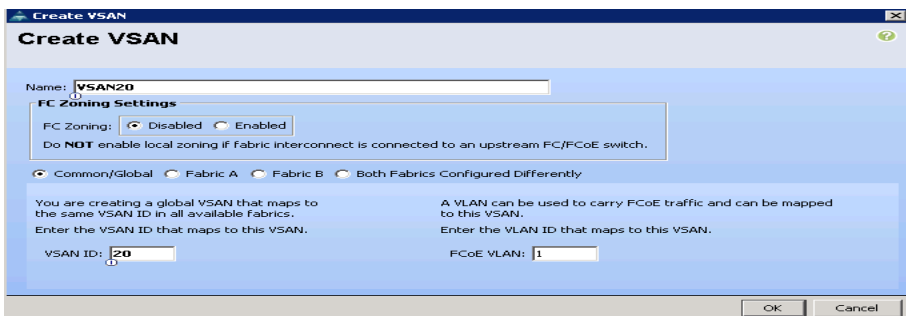 Create VSAN
Create VSAN
Name: VSAN20
FC Zoning Settings
FC Zoning: Disabled Enabled
Do NOT enable local zoning if fabric interconnect is connected to an upstream FC/FCoE switch.
Common/Global Fabric A Fabric B Both Fabrics Configured Differently
You are creating a global VSAN that maps to
the same VSAN ID in all available fabrics.
Enter the VSAN ID that maps to this VSAN.
VSAN ID: 20
A VLAN can be used to carry FCoE traffic and can be mapped
to this VSAN.
Enter the VLAN ID that maps to this VSAN.
FCoE VLAN: 1
OK Cancel